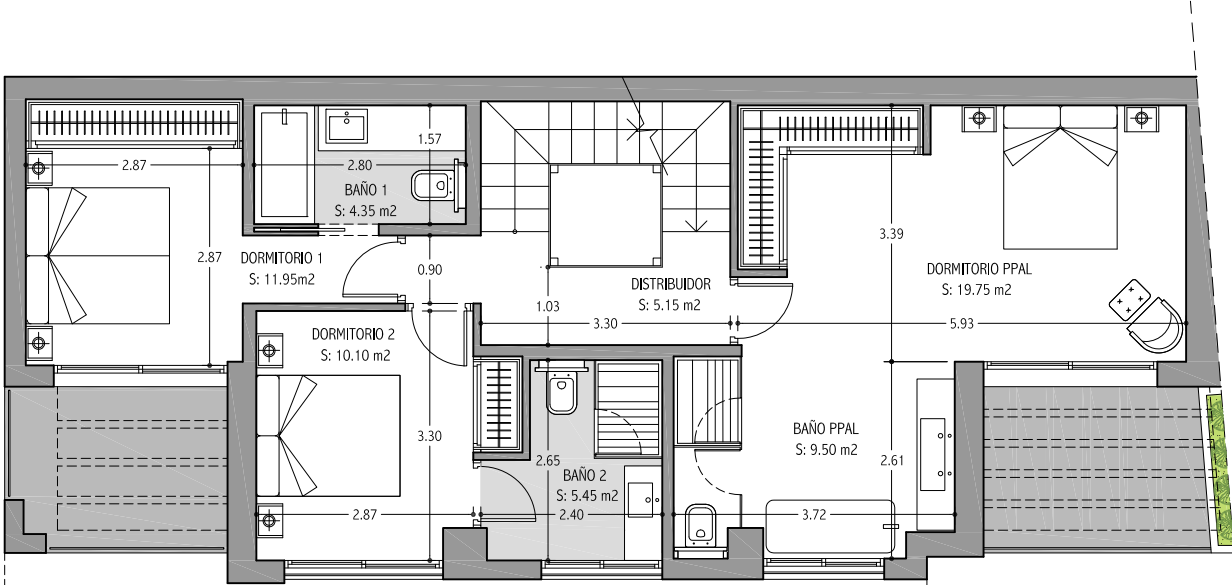 1.57
2.87
2.80
BAÑO 1
S: 4.35 m2
3.39
2.87
DORMITORIO 1
S: 11.95m2
0.90
DISTRIBUIDOR
S: 5.15 m2
DORMITORIO PPAL
S: 19.75 m2
1.03
3.30
5.93
DORMITORIO 2
S: 10.10 m2
3.30
BAÑO PPAL
S: 9.50 m2
2.65
2.61
BAÑO 2
S: 5.45 m2
2.87
2.40
3.72